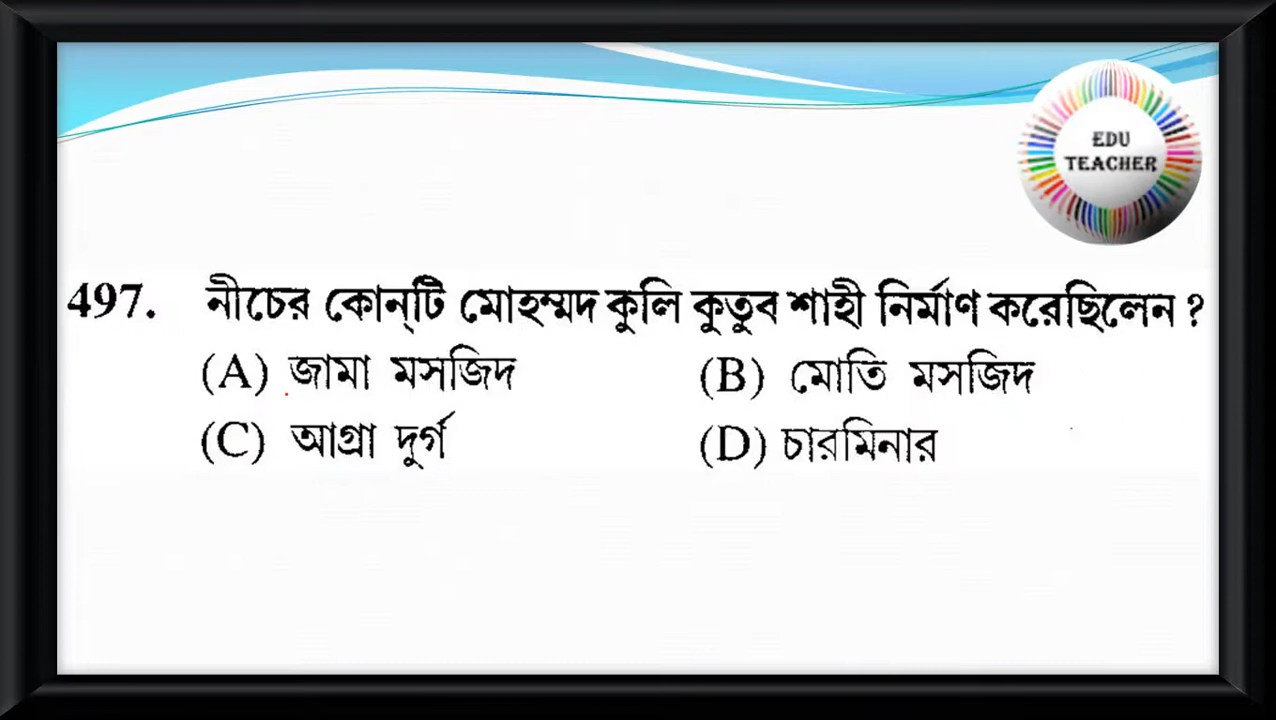 EDU
TEACHER
497. নীচের কোন্‌টি মোহম্মদ কুলি কুতুব শাহী নির্মাণ করেছিলেন ?
(A) জামা মসজিদ (B) মোতি মসজিদ
(C) আগ্রা দুর্গ (D) চারমিনার